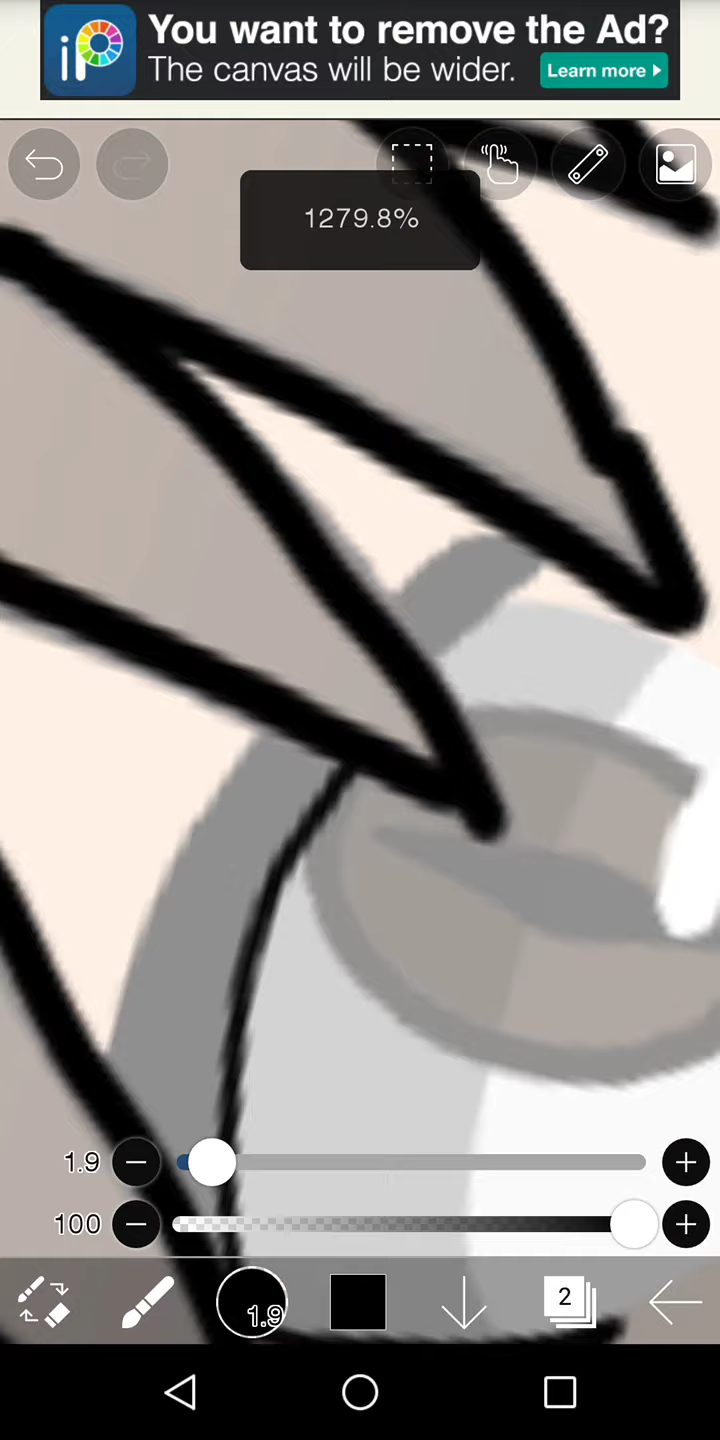 iP
You want to remove the Ad?
The canvas will be wider.
Learn more
1279.8%
1.9
100
1.9
2